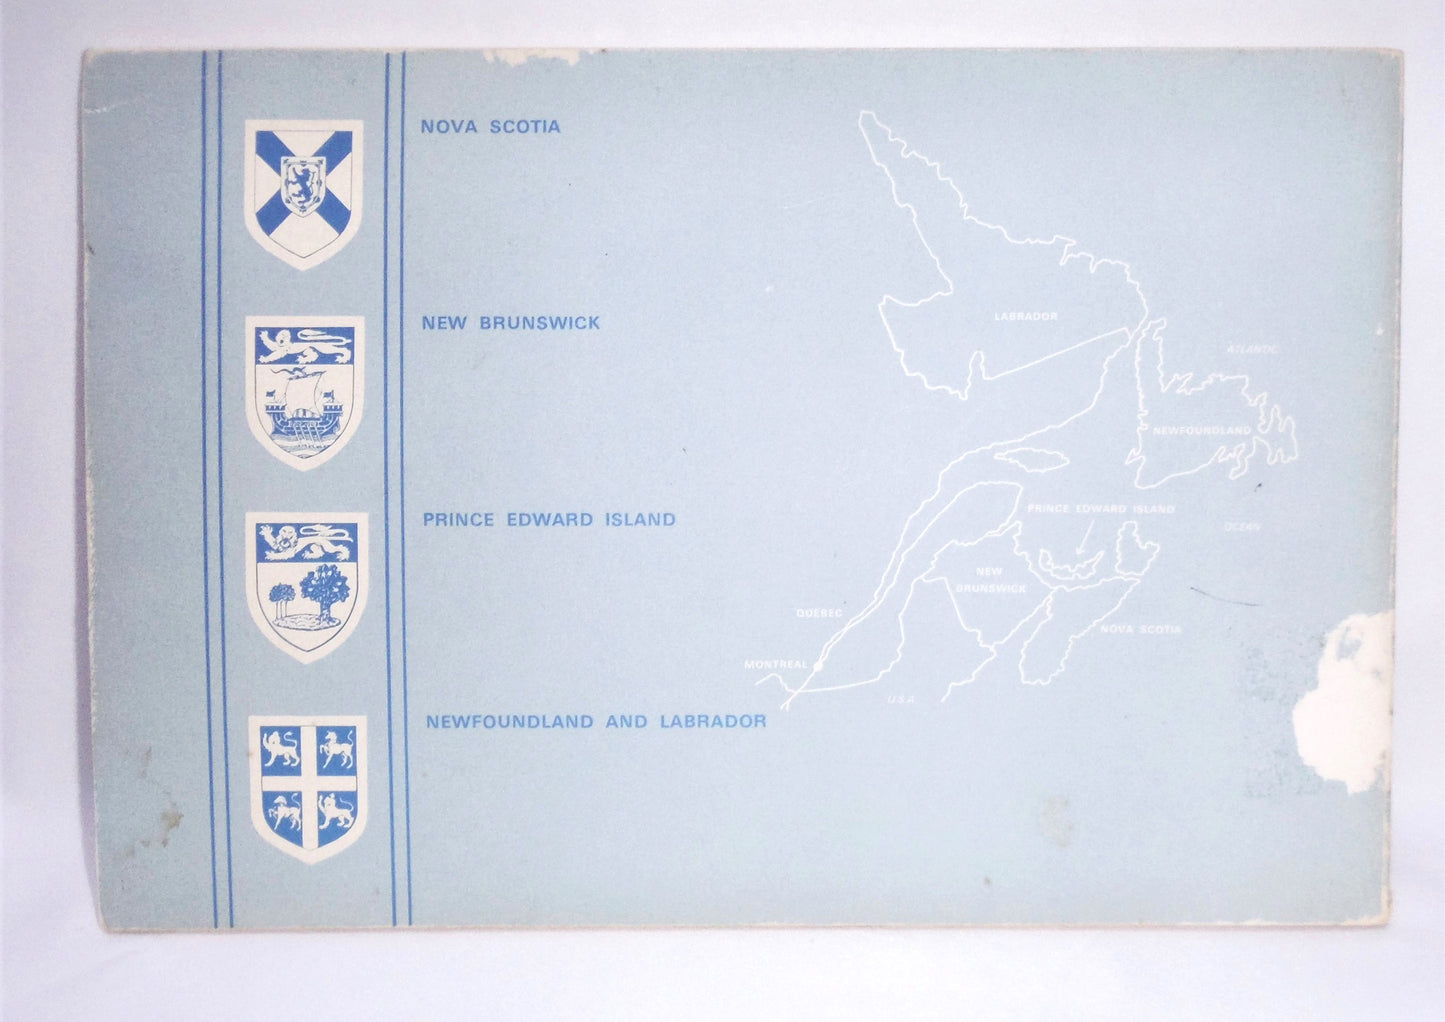 NOVA SCOTIA
NEW BRUNSWICK
PRINCE EDWARD ISLAND
NEWFOUNDLAND AND LABRADOR
LABRADOR
ATLANTIC
NEWFOUNDLAND
PRINCE EDWARD ISLAND
OCEAN
NEW
BRUNSWICK
QUEBEC
NOVA SCOTIA
MONTREAL
U.S.A.